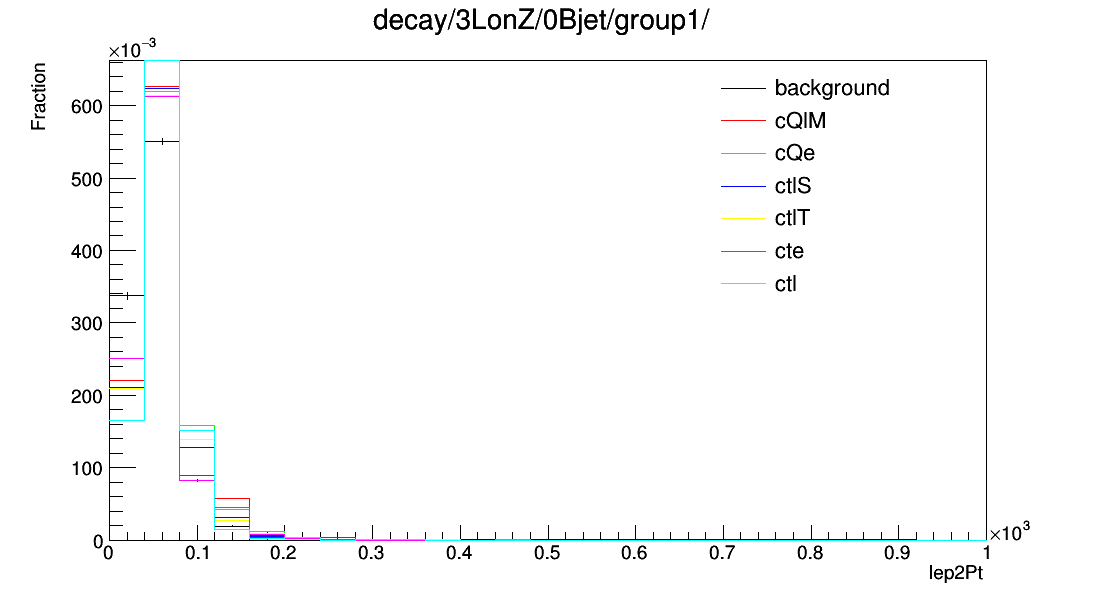 decay/3LonZ/0Bjet/group1/
×10⁻³
Fraction
600
500
400
300
200
100
0
background
cQlM
cQe
ctlS
ctlT
cte
ctl
0 0.1 0.2 0.3 0.4 0.5 0.6 0.7 0.8 0.9 1
×10³
lep2Pt